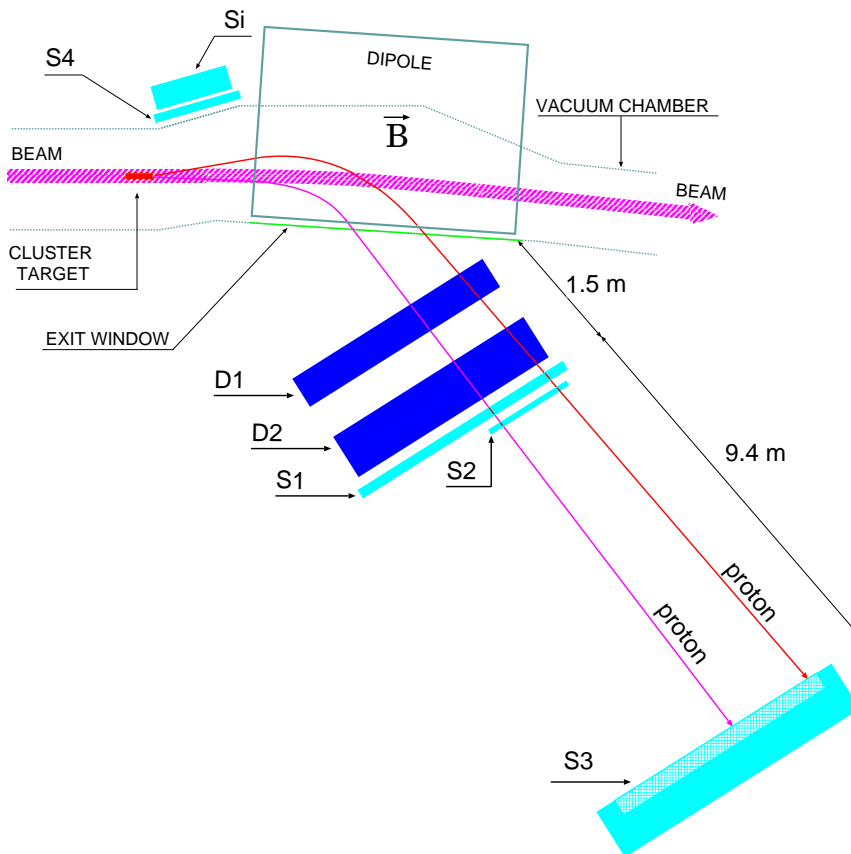 Si
S4
DIPOLE
VACUUM CHAMBER
B
BEAM
BEAM
CLUSTER
TARGET
1.5 m
EXIT WINDOW
D1
D2
9.4 m
S2
S1
proton
proton
S3